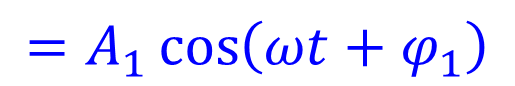 = A₁ cos(ωt + φ₁)